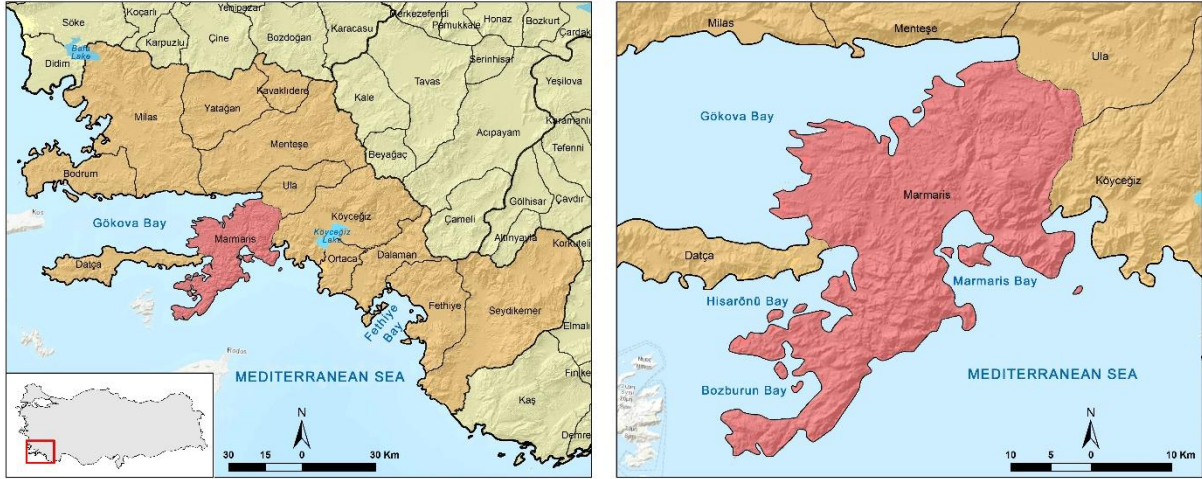 Söke
Koçarlı
Yenipazar
Karpuzlu
Çine
Bozdoğan
Karacasu
Merkezefendi
Pamukkale
Honaz
Bozkurt
Çardak
Bafa
Lake
Didim
Serinhisar
Tavas
Yeşilova
Kale
Kavaklıdere
Yatağan
Milas
Menteşe
Acıpayam
Karamanlı
Tefenni
Beyağaç
Bodrum
Ula
Köyceğiz
Gölhisar
Çavdır
Kos
Gökova Bay
Marmaris
Köyceğiz
Lake
Çameli
Altınyayla
Korkuteli
Datça
Ortaca
Dalaman
Fethiye
Seydikemer
Fethiye
Bay
Elmalı
Rodos
MEDITERRANEAN SEA
Kaş
Finike
Demre
N
30 15 0 30 Km
Milas
Menteşe
Ula
Gökova Bay
Marmaris
Köyceğiz
Datça
Marmaris Bay
Hisarönü Bay
MEDITERRANEAN SEA
Bozburun Bay
N
10 5 0 10 Km